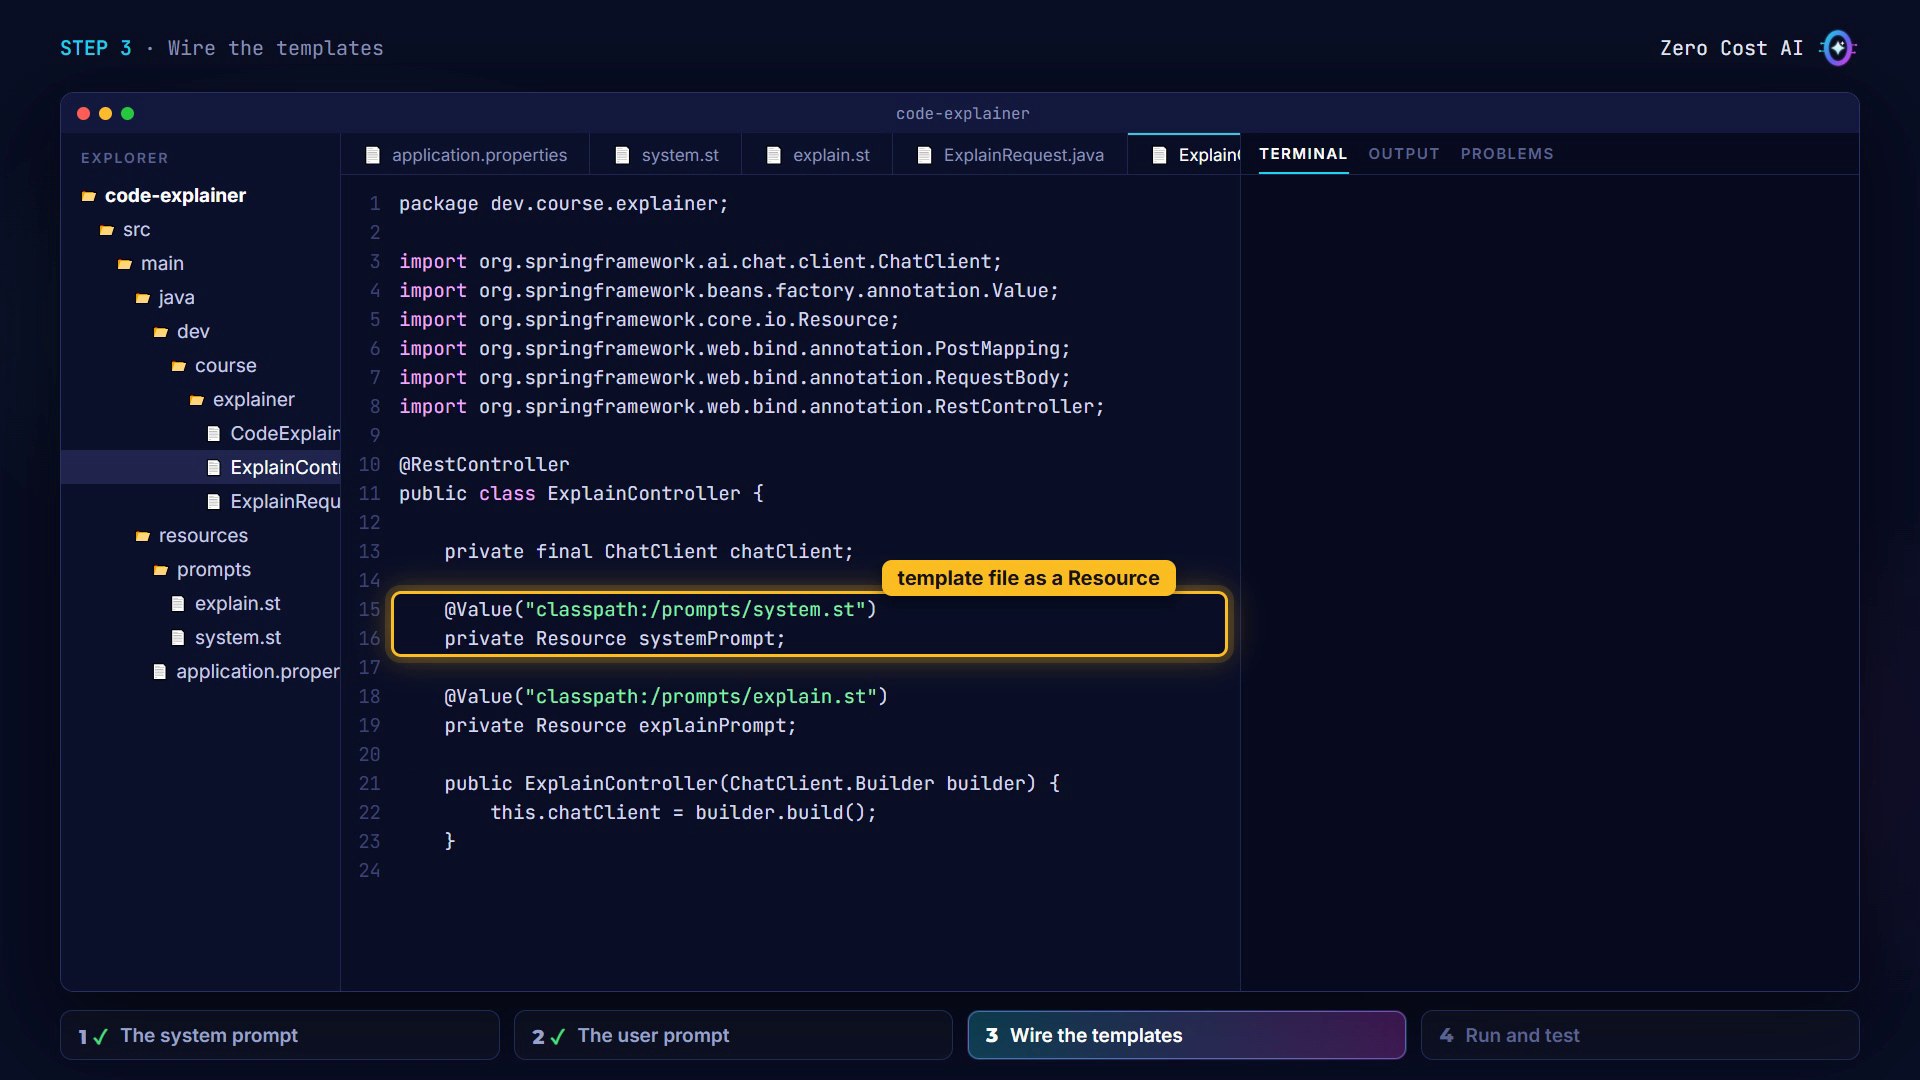 STEP 3 · Wire the templates
Zero Cost AI
code-explainer
EXPLORER
code-explainer
src
main
java
dev
course
explainer
CodeExplain
ExplainContr
ExplainRequ
resources
prompts
explain.st
system.st
application.proper
application.properties
system.st
explain.st
ExplainRequest.java
ExplainC
TERMINAL
OUTPUT
PROBLEMS
1 package dev.course.explainer;
2
3 import org.springframework.ai.chat.client.ChatClient;
4 import org.springframework.beans.factory.annotation.Value;
5 import org.springframework.core.io.Resource;
6 import org.springframework.web.bind.annotation.PostMapping;
7 import org.springframework.web.bind.annotation.RequestBody;
8 import org.springframework.web.bind.annotation.RestController;
9
10 @RestController
11 public class ExplainController {
12
13     private final ChatClient chatClient;
template file as a Resource
14
15     @Value("classpath:/prompts/system.st")
16     private Resource systemPrompt;
17
18     @Value("classpath:/prompts/explain.st")
19     private Resource explainPrompt;
20
21     public ExplainController(ChatClient.Builder builder) {
22         this.chatClient = builder.build();
23     }
24
1 ✓ The system prompt
2 ✓ The user prompt
3 Wire the templates
4 Run and test